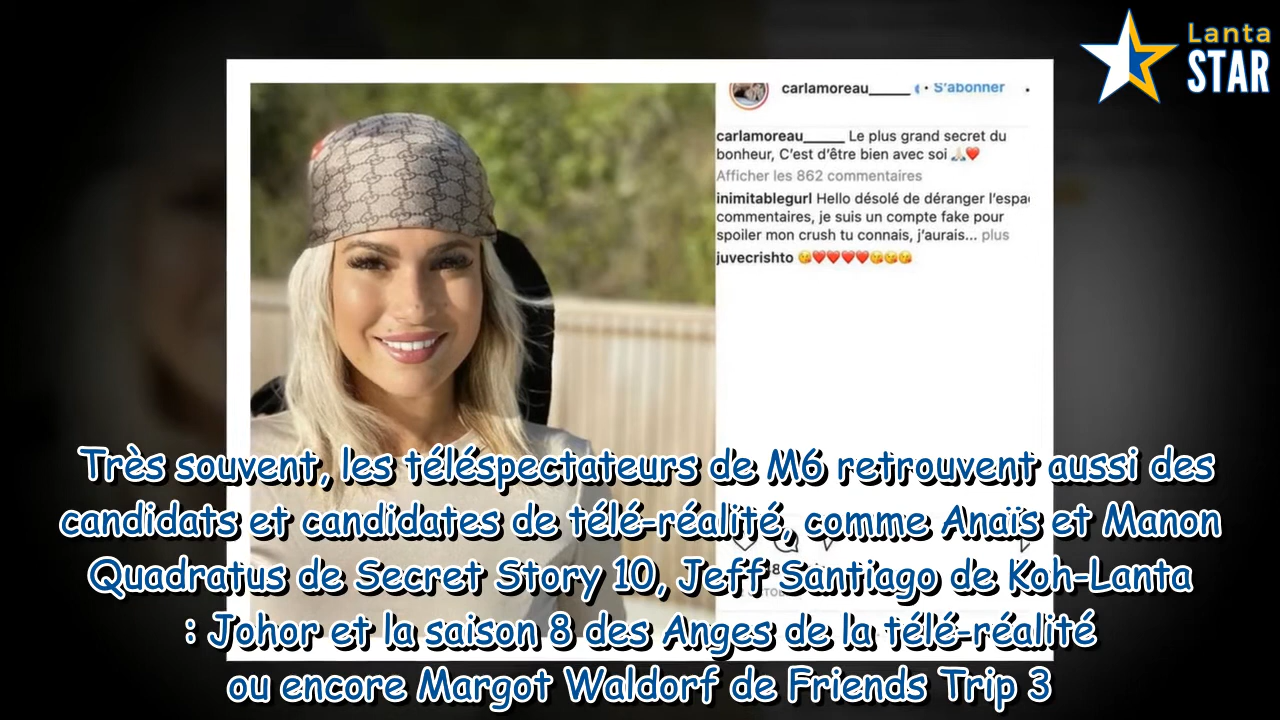 Lanta
STAR
carlamoreau_____ • S'abonner
carlamoreau_____ Le plus grand secret du
bonheur, C'est d'être bien avec soi 🙏🏻❤️
Afficher les 862 commentaires
inimitablegurl Hello désolé de déranger l'espa
commentaires, je suis un compte fake pour
spoiler mon crush tu connais, j'aurais... plus
juvecrishto 😘❤️❤️❤️❤️😘😘😘
Très souvent, les téléspectateurs de M6 retrouvent aussi des
candidats et candidates de télé-réalité, comme Anaïs et Manon
Quadratus de Secret Story 10, Jeff Santiago de Koh-Lanta
: Johor et la saison 8 des Anges de la télé-réalité
ou encore Margot Waldorf de Friends Trip 3